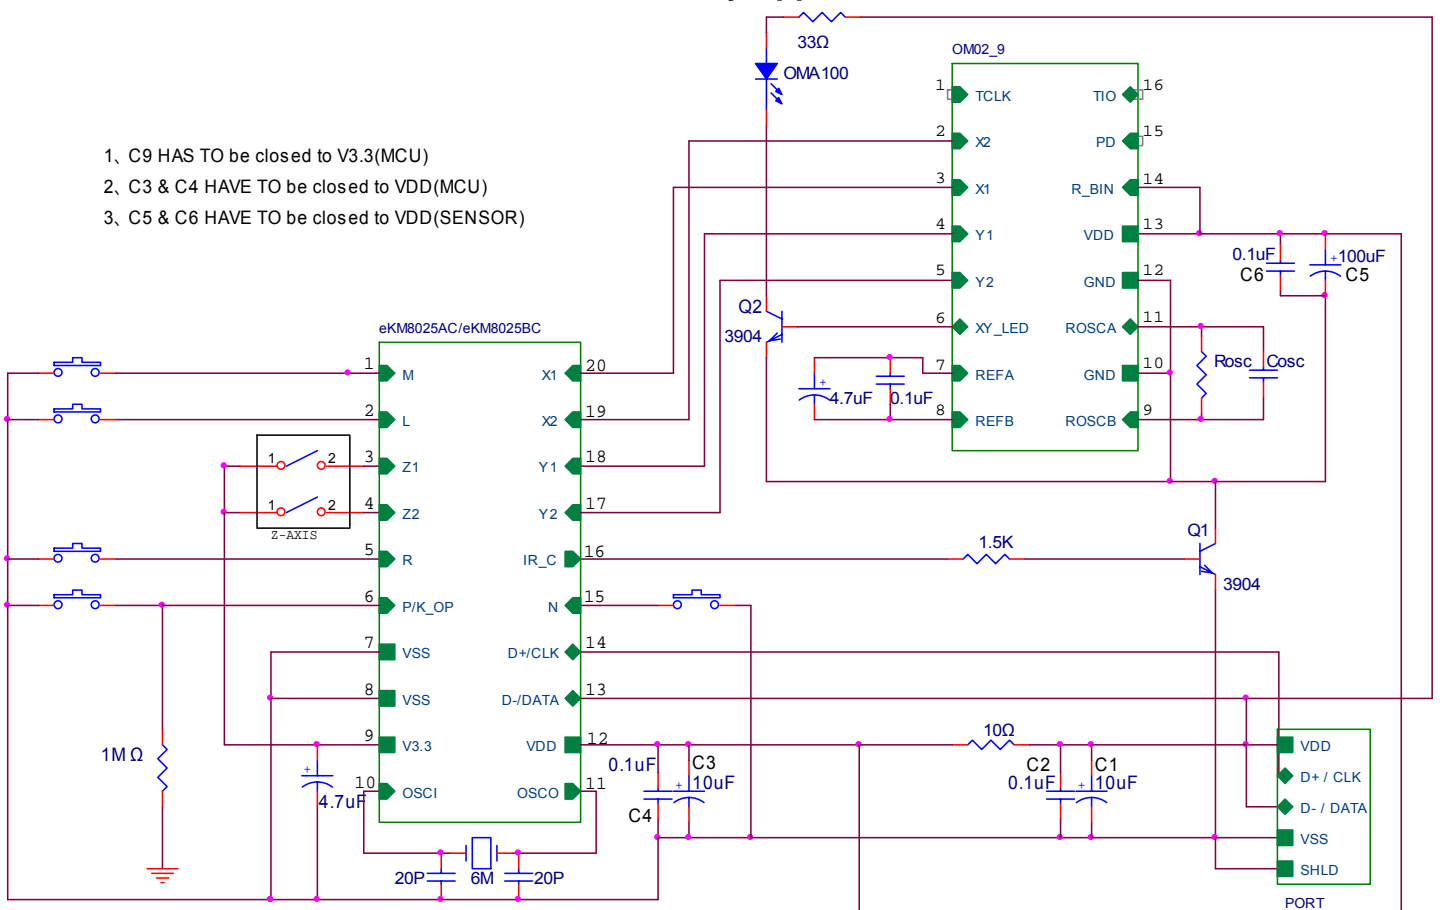 33Ω
OMA100
OM02_9
1 TCLK
2 X2
3 X1
4 Y1
5 Y2
6 XY_LED
7 REFA
8 REFB
TIO 16
PD 15
R_BIN 14
VDD 13
GND 12
ROSCA 11
GND 10
ROSCB 9
1、C9 HAS TO be closed to V3.3(MCU)
2、C3 & C4 HAVE TO be closed to VDD(MCU)
3、C5 & C6 HAVE TO be closed to VDD(SENSOR)
0.1uF
C6
+100uF
C5
Rosc
Cosc
Q2
3904
+
4.7uF
0.1uF
eKM8025AC/eKM8025BC
1 M
2 L
3 Z1
4 Z2
5 R
6 P/K_OP
7 VSS
8 VSS
9 V3.3
10 OSCI
X1 20
X2 19
Y1 18
Y2 17
IR_C 16
N 15
D+/CLK 14
D-/DATA 13
VDD 12
OSCO 11
1 2
1 2
Z-AXIS
1.5K
Q1
3904
1M Ω
+
4.7uF
20P
6M
20P
0.1uF
C4
C3
+
10uF
10Ω
C2
0.1uF
C1
+
10uF
VDD
D+ / CLK
D- / DATA
VSS
SHLD
PORT